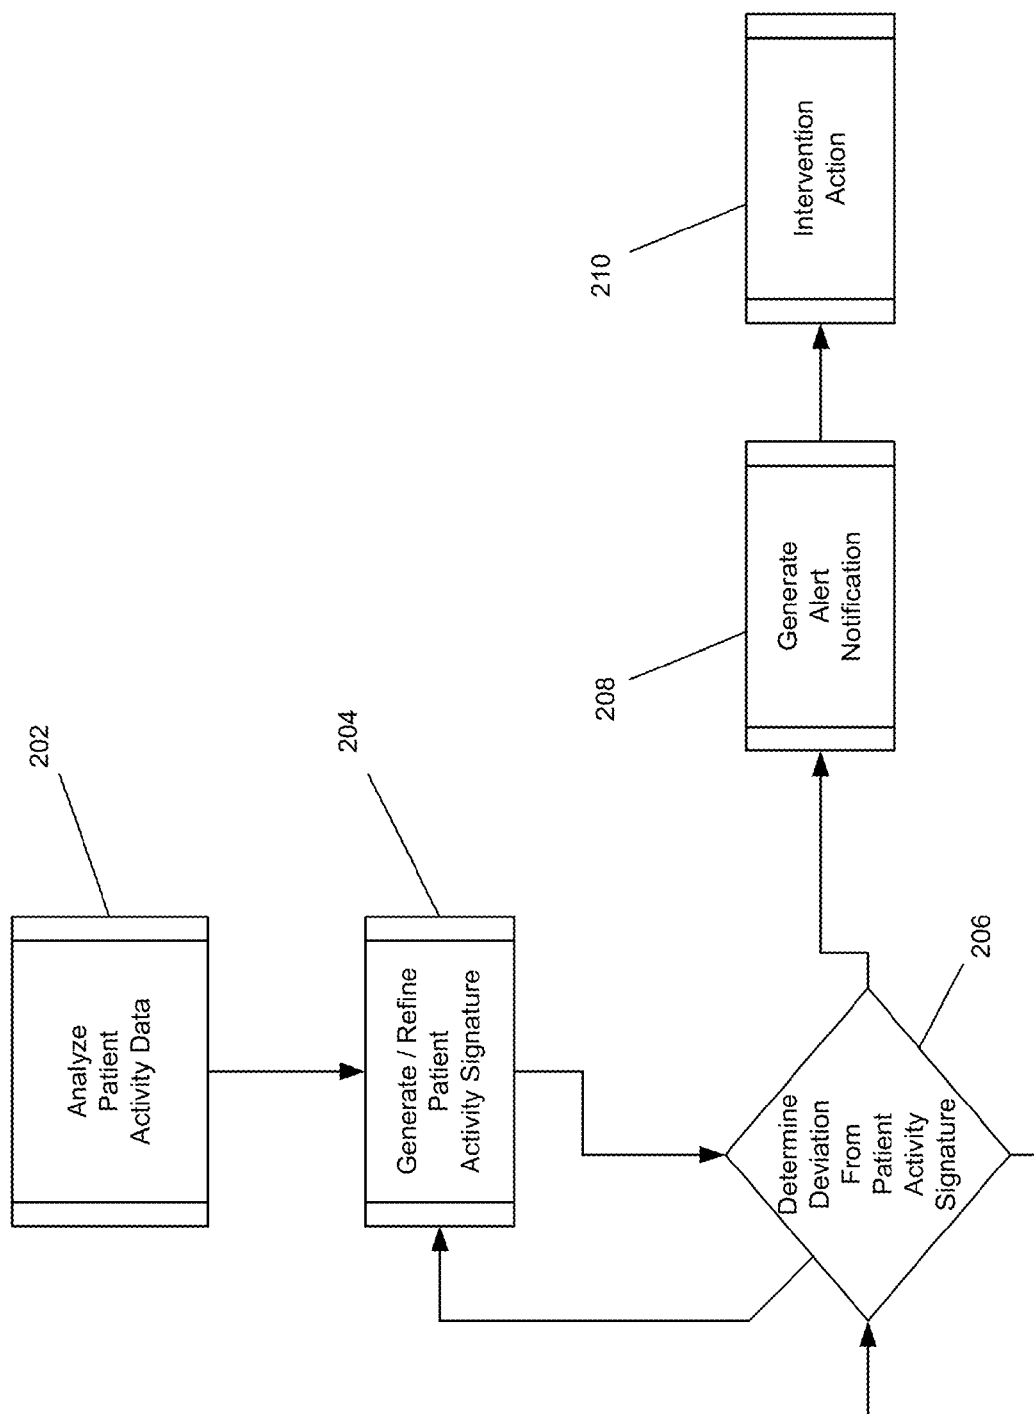 202
Analyze
Patient
Activity Data
204
Generate / Refine
Patient
Activity Signature
206
Determine
Deviation
From
Patient
Activity
Signature
208
Generate
Alert
Notification
210
Intervention
Action